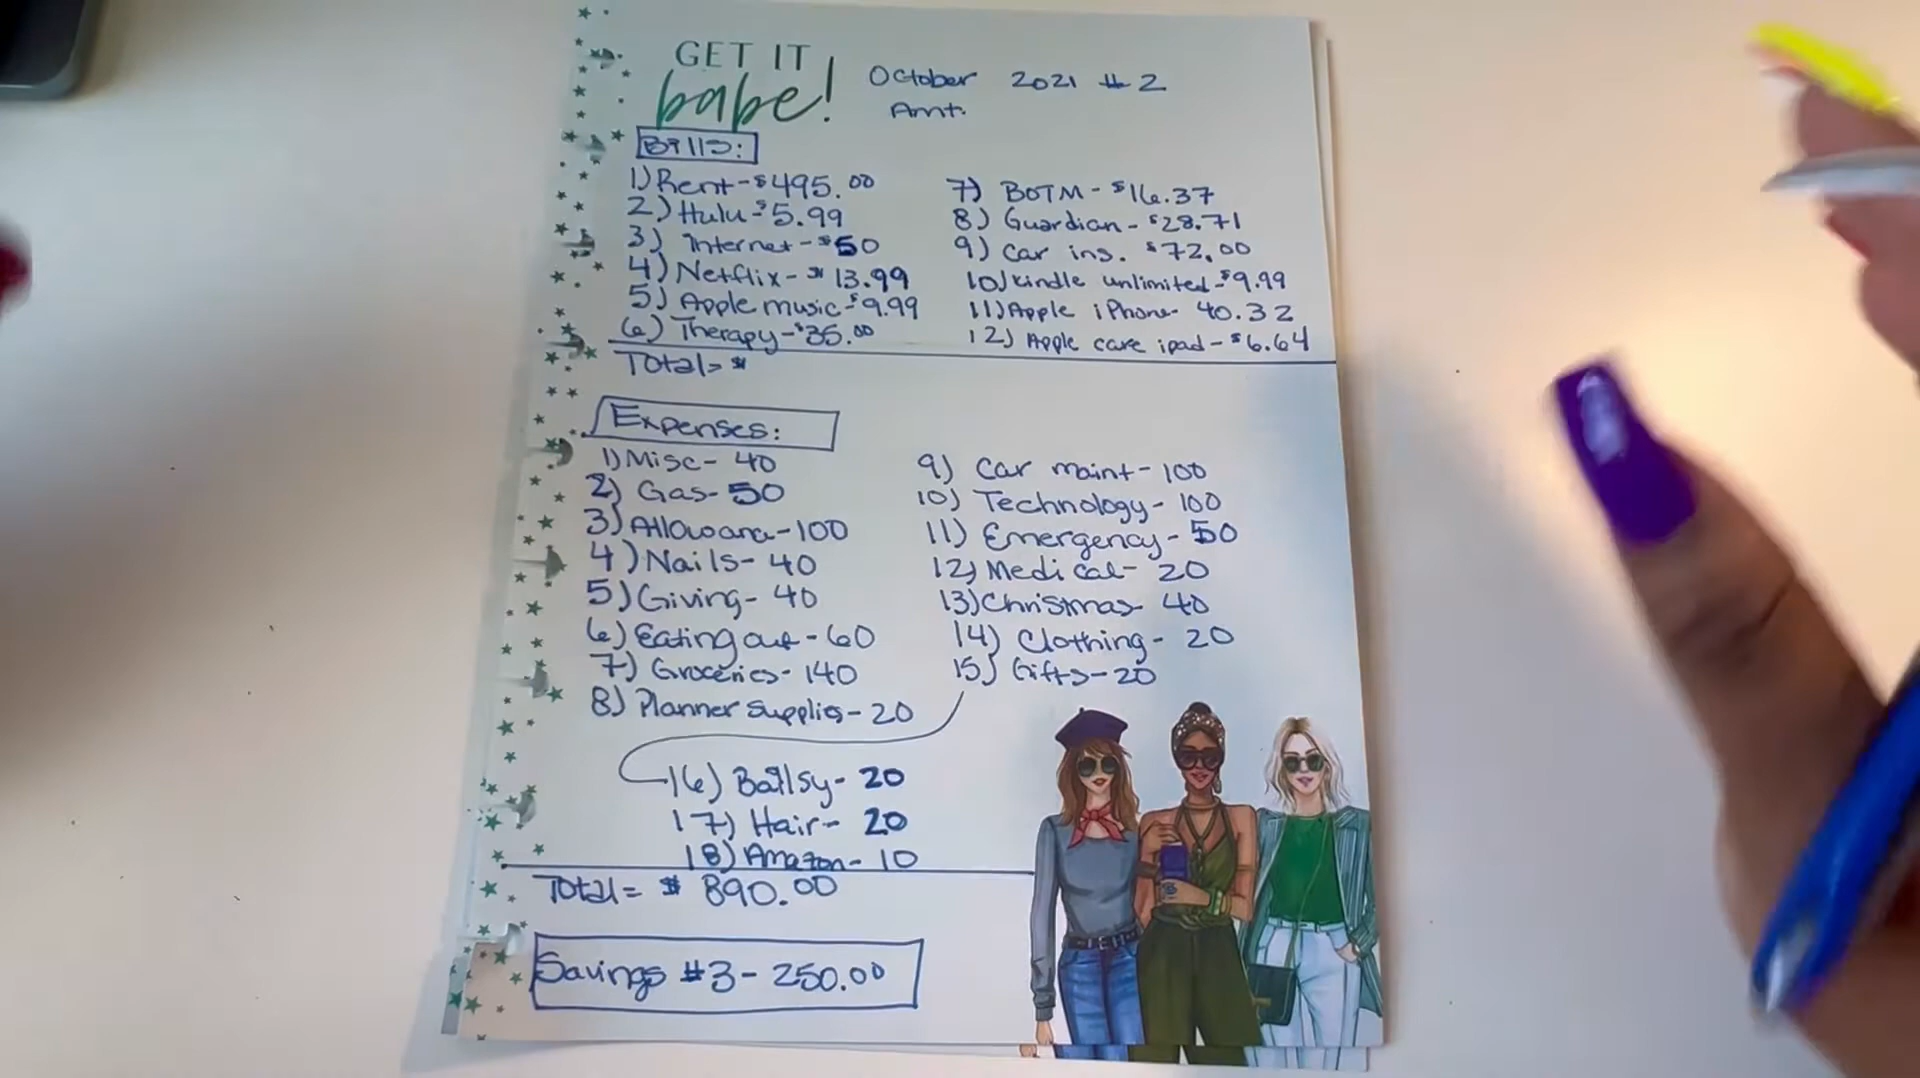 GET IT
babe!
October 2021 #2
Amt.
Bills:
1) Rent - $495.00
2) Hulu - $5.99
3) Internet - $50
4) Netflix - $13.99
5) Apple music - $9.99
6) Therapy - $35.00
7) BOTM - $16.37
8) Guardian - $28.71
9) Car ins. $72.00
10) Kindle unlimited - $9.99
11) Apple iPhone - 40.32
12) Apple care ipad - $6.64
Total = $
Expenses:
1) Misc - 40
2) Gas - 50
3) Allowance - 100
4) Nails - 40
5) Giving - 40
6) Eating out - 60
7) Groceries - 140
8) Planner supplies - 20
9) Car maint - 100
10) Technology - 100
11) Emergency - 50
12) Medical - 20
13) Christmas - 40
14) Clothing - 20
15) Gifts - 20
16) Bailsy - 20
17) Hair - 20
18) Amazon - 10
Total = $ 890.00
Savings #3 - 250.00